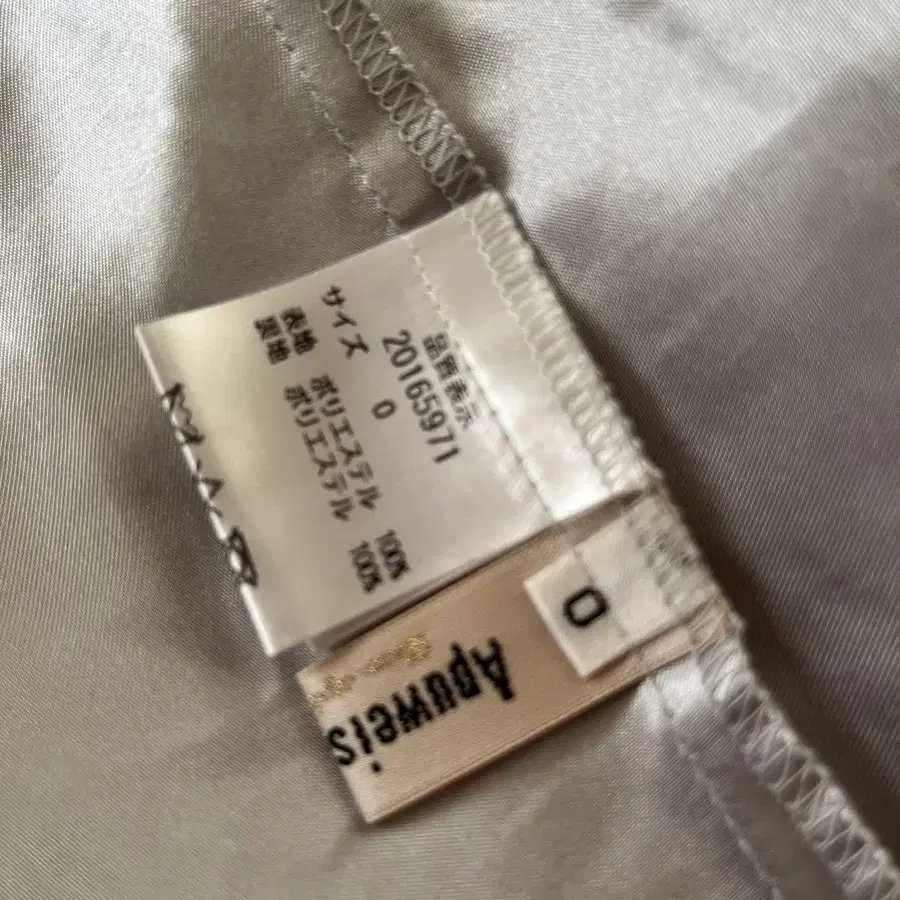 品質表示
20165971
サイズ 0
表地 ポリエステル 100%
裏地 ポリエステル 100%
0
Apuweis